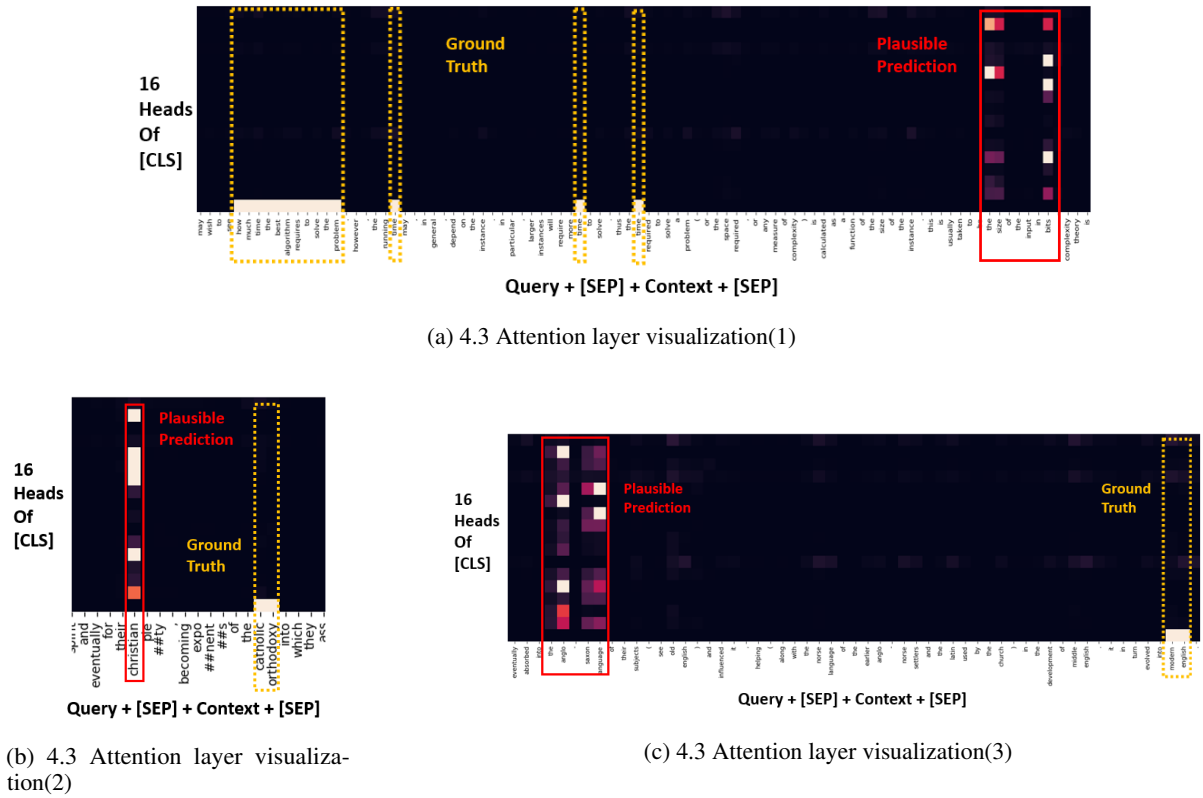 Ground
Truth
Plausible
Prediction
16
Heads
Of
[CLS]
may wish to how much time the best algorithm requires to solve the problem . however , the running time may , in general depend on the instance . in particular , larger instances will require more time to solve . thus the time required to solve a problem ( or the space required , or any measure of complexity ) is calculated as a function of the size of the instance . this is usually taken to the size of the input in bits . complexity theory is
Query + [SEP] + Context + [SEP]
(a) 4.3 Attention layer visualization(1)
Plausible
Prediction
16
Heads
Of
[CLS]
Ground
Truth
and eventually for their christian pie ##ty , becoming expo ##nent ##s of the catholic orthodoxy into which they ass
Query + [SEP] + Context + [SEP]
(b) 4.3 Attention layer visualiza-
tion(2)
16
Heads
Of
[CLS]
Plausible
Prediction
Ground
Truth
eventually absorbed into the anglo - saxon language of their subjects ( see old english ) and influenced it , helping , along with the norse language of the earlier anglo - norse settlers and the latin used by the church ) in the development of middle english . it in turn evolved into modern english .
Query + [SEP] + Context + [SEP]
(c) 4.3 Attention layer visualization(3)